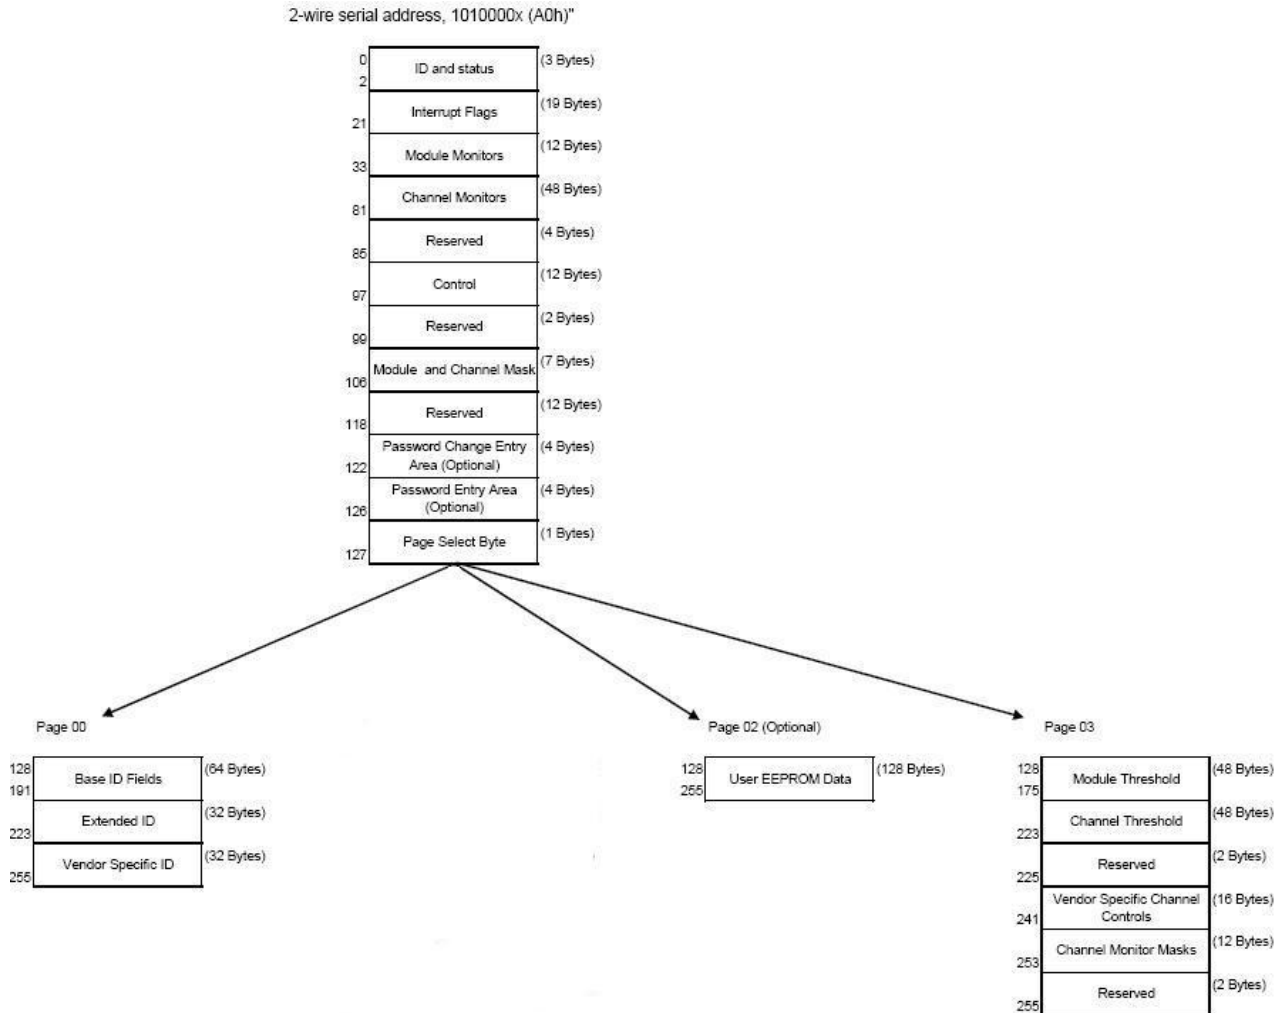 2-wire serial address, 1010000x (A0h)"
0
2
ID and status
(3 Bytes)
21
Interrupt Flags
(19 Bytes)
33
Module Monitors
(12 Bytes)
81
Channel Monitors
(48 Bytes)
85
Reserved
(4 Bytes)
97
Control
(12 Bytes)
99
Reserved
(2 Bytes)
106
Module and Channel Mask
(7 Bytes)
118
Reserved
(12 Bytes)
122
Password Change Entry
Area (Optional)
(4 Bytes)
126
Password Entry Area
(Optional)
(4 Bytes)
127
Page Select Byte
(1 Bytes)
Page 00
128
191
Base ID Fields
(64 Bytes)
223
Extended ID
(32 Bytes)
255
Vendor Specific ID
(32 Bytes)
Page 02 (Optional)
128
255
User EEPROM Data
(128 Bytes)
Page 03
128
175
Module Threshold
(48 Bytes)
223
Channel Threshold
(48 Bytes)
225
Reserved
(2 Bytes)
241
Vendor Specific Channel
Controls
(16 Bytes)
253
Channel Monitor Masks
(12 Bytes)
255
Reserved
(2 Bytes)